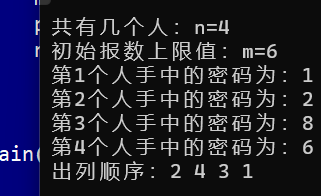 共有几个人：n=4
初始报数上限值：m=6
第1个人手中的密码为：1
第2个人手中的密码为：2
第3个人手中的密码为：8
第4个人手中的密码为：6
ain(
出列顺序：2 4 3 1